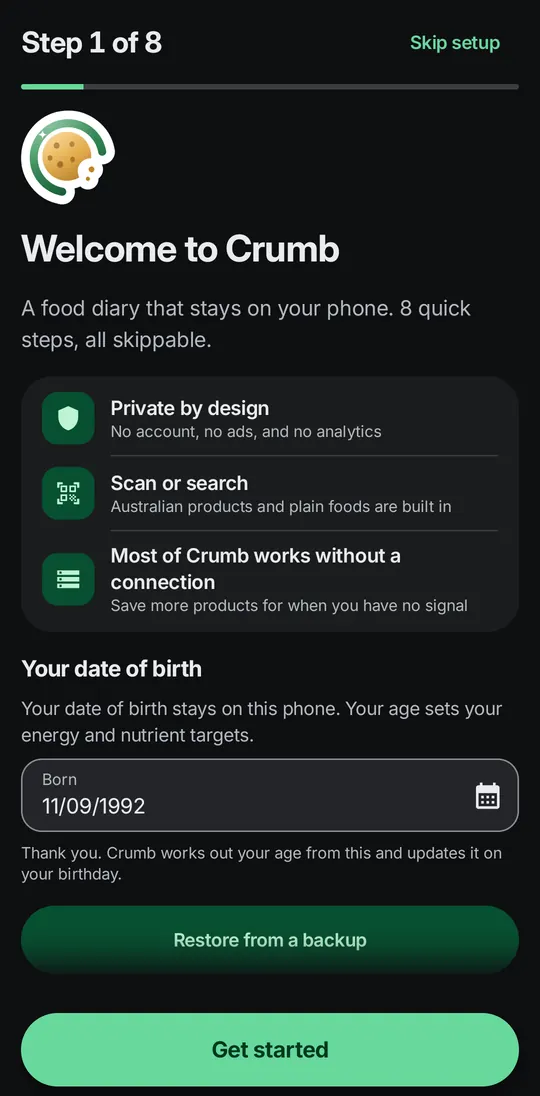 Step 1 of 8
Skip setup
Welcome to Crumb
A food diary that stays on your phone. 8 quick
steps, all skippable.
Private by design
No account, no ads, and no analytics
Scan or search
Australian products and plain foods are built in
Most of Crumb works without a
connection
Save more products for when you have no signal
Your date of birth
Your date of birth stays on this phone. Your age sets your
energy and nutrient targets.
Born
11/09/1992
Thank you. Crumb works out your age from this and updates it on
your birthday.
Restore from a backup
Get started